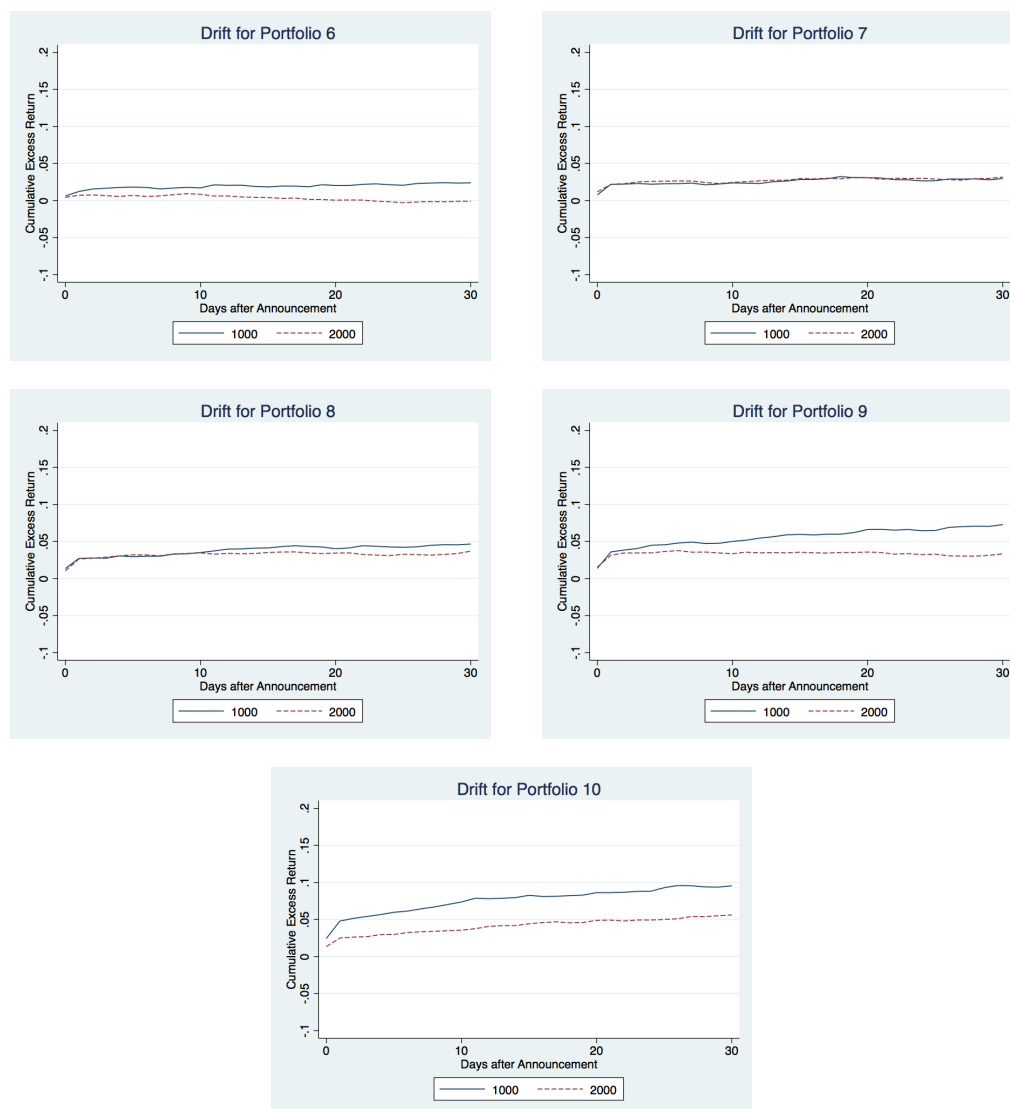 Drift for Portfolio 6
Cumulative Excess Return
.2
.15
.1
.05
0
-.05
-.1
0 10 20 30
Days after Announcement
1000 2000
Drift for Portfolio 7
Cumulative Excess Return
.2
.15
.1
.05
0
-.05
-.1
0 10 20 30
Days after Announcement
1000 2000
Drift for Portfolio 8
Cumulative Excess Return
.2
.15
.1
.05
0
-.05
-.1
0 10 20 30
Days after Announcement
1000 2000
Drift for Portfolio 9
Cumulative Excess Return
.2
.15
.1
.05
0
-.05
-.1
0 10 20 30
Days after Announcement
1000 2000
Drift for Portfolio 10
Cumulative Excess Return
.2
.15
.1
.05
0
-.05
-.1
0 10 20 30
Days after Announcement
1000 2000